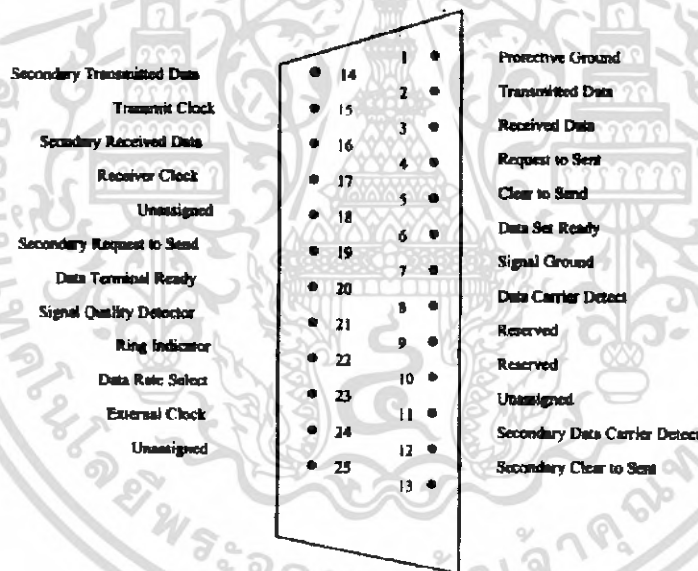 Secondary Transmitted Data
Transmit Clock
Secondary Received Data
Receiver Clock
Unassigned
Secondary Request to Send
Data Terminal Ready
Signal Quality Detector
Ring Indicator
Data Rate Select
External Clock
Unassigned
14
15
16
17
18
19
20
21
22
23
24
25
1
2
3
4
5
6
7
8
9
10
11
12
13
Protective Ground
Transmitted Data
Received Data
Request to Sent
Clear to Send
Data Set Ready
Signal Ground
Data Carrier Detect
Reserved
Reserved
Unassigned
Secondary Data Carrier Detect
Secondary Clear to Sent